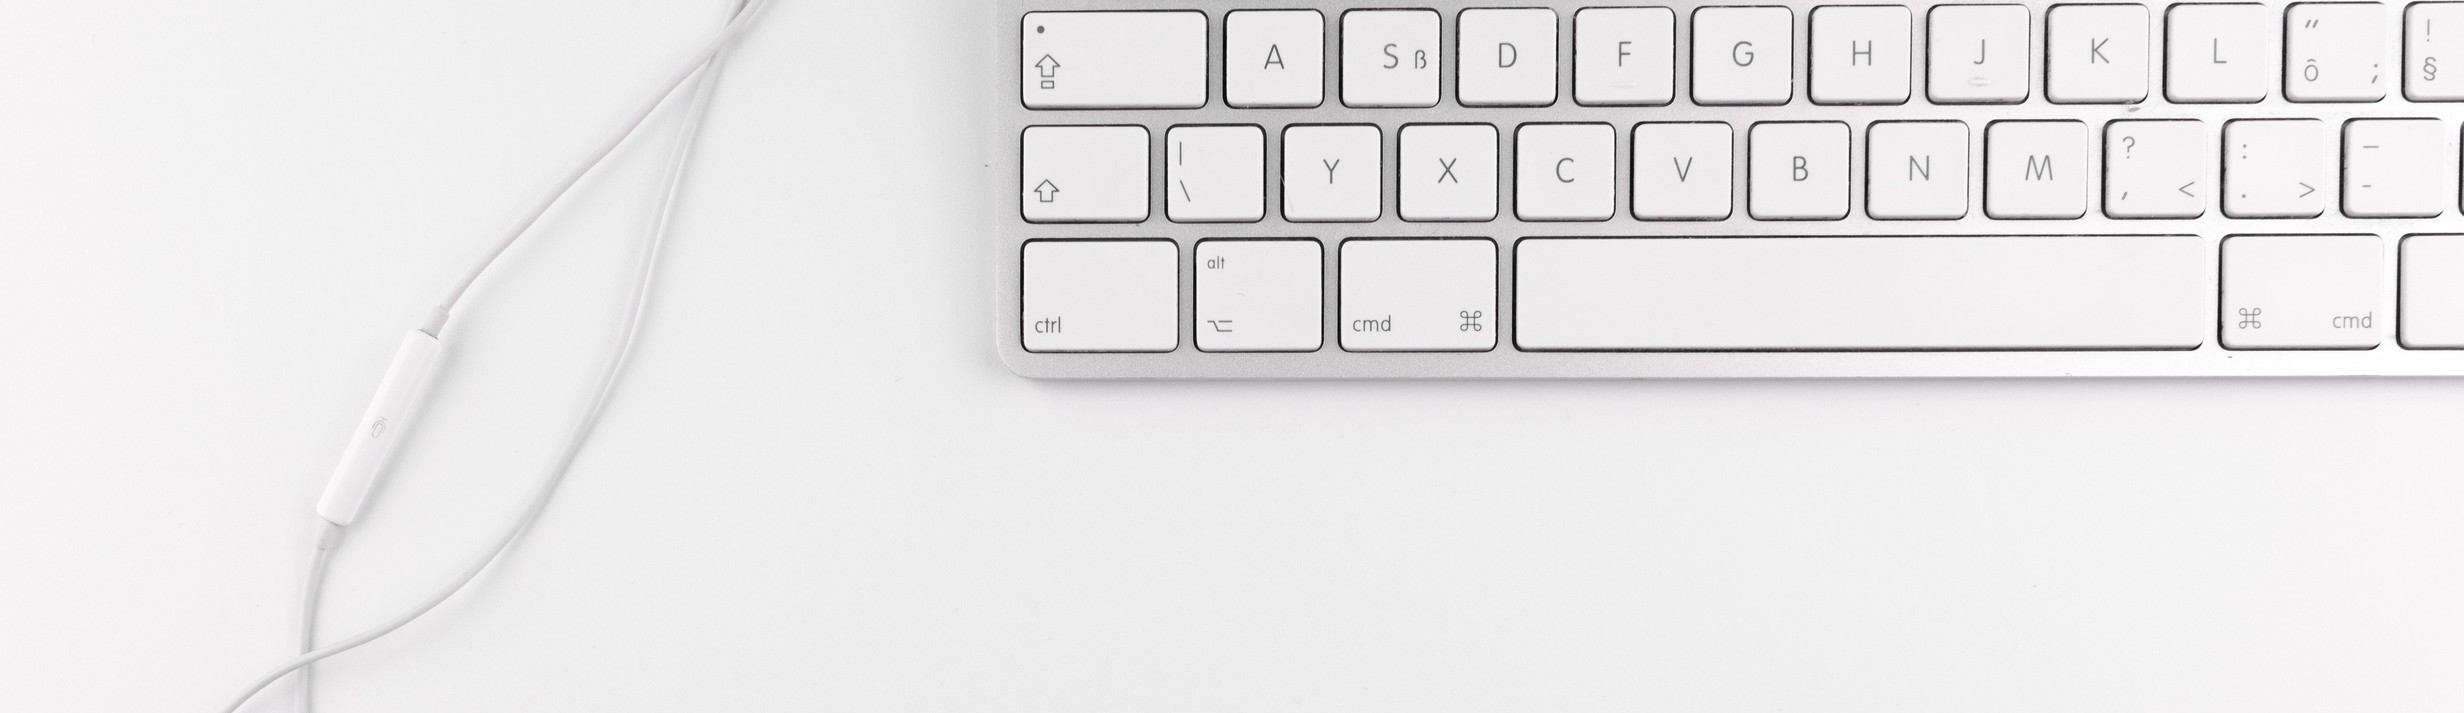 A S ß D F G H J K L " ô ; ! §
| \ Y X C V B N M ? , < : . > _ -
ctrl alt cmd ⌘ ⌘ cmd